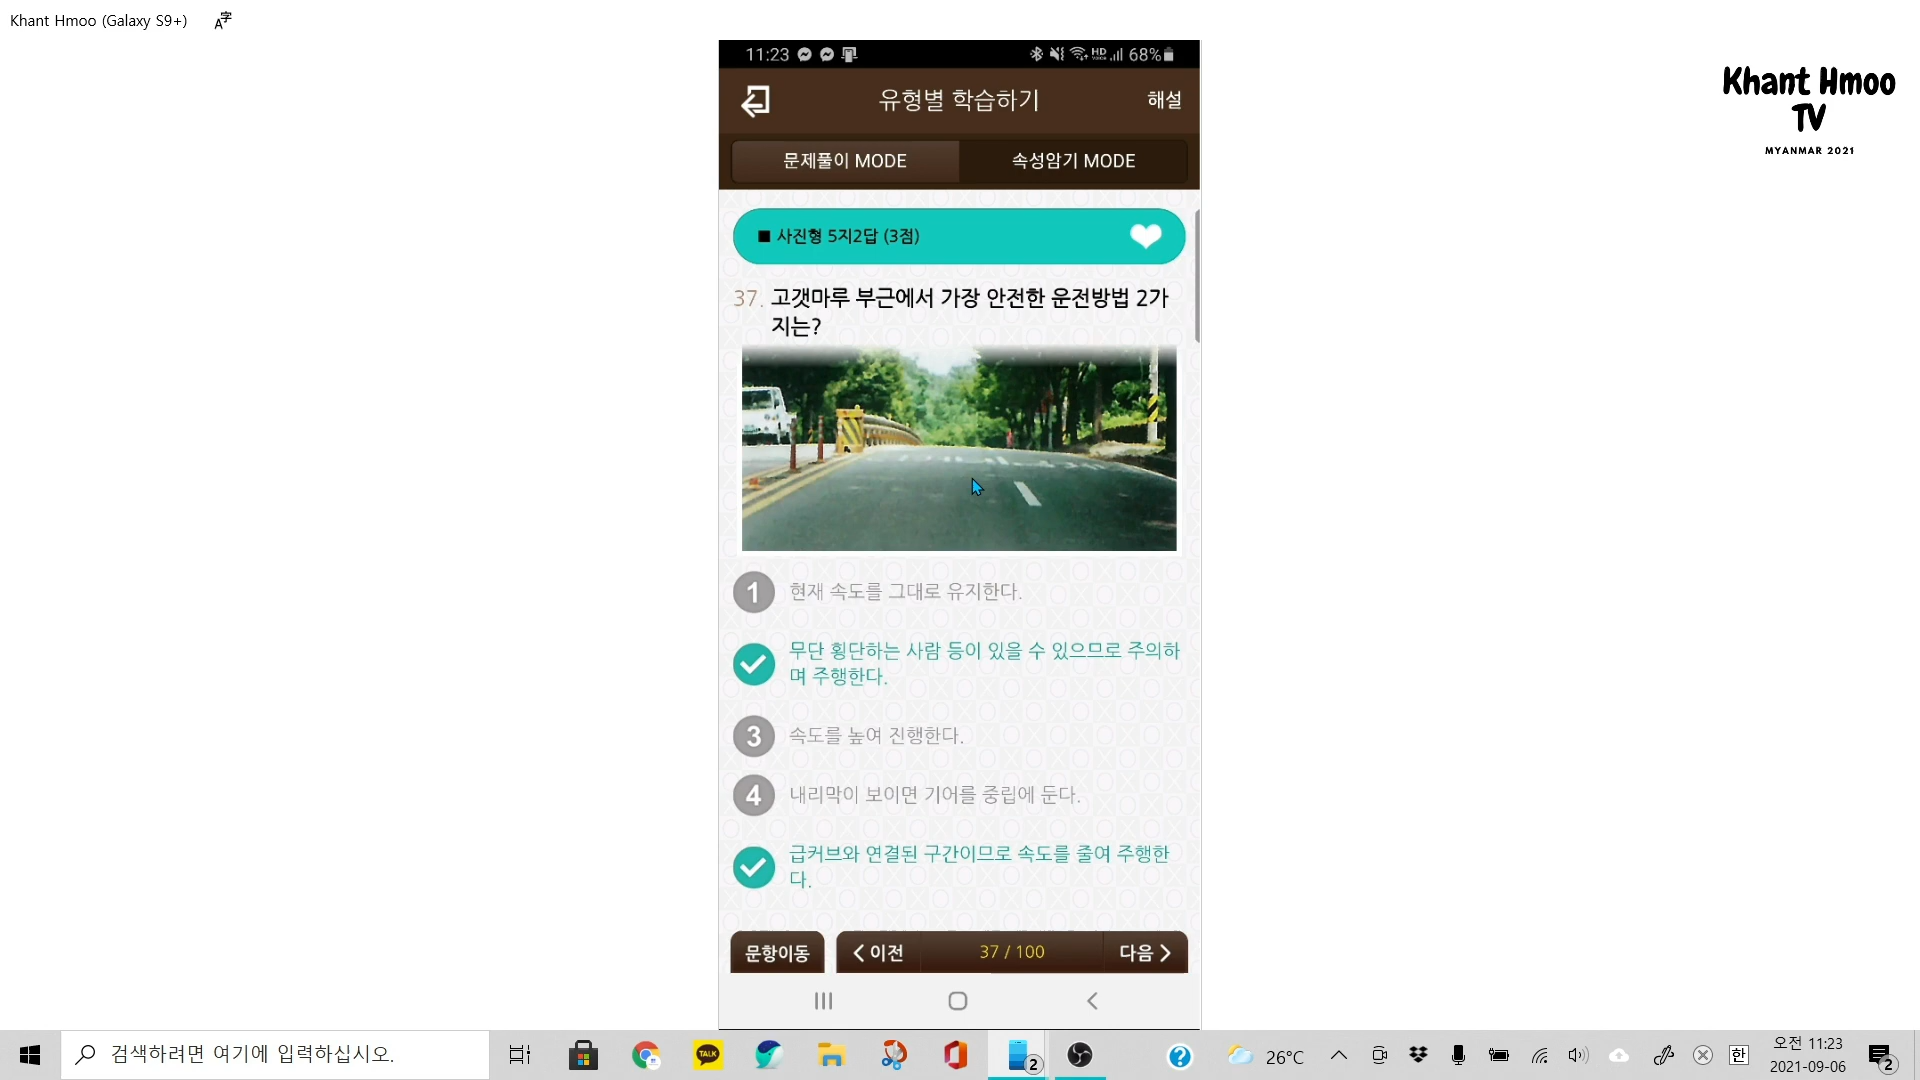 Khant Hmoo (Galaxy S9+)
Khant Hmoo
TV
MYANMAR 2021
11:23
68%
유형별 학습하기
해설
문제풀이 MODE
속성암기 MODE
■ 사진형 5지2답 (3점)
37. 고갯마루 부근에서 가장 안전한 운전방법 2가
지는?
1 현재 속도를 그대로 유지한다.
무단 횡단하는 사람 등이 있을 수 있으므로 주의하
며 주행한다.
3 속도를 높여 진행한다.
4 내리막이 보이면 기어를 중립에 둔다.
급커브와 연결된 구간이므로 속도를 줄여 주행한
다.
문항이동
이전
37 / 100
다음
검색하려면 여기에 입력하십시오.
TALK
2
26°C
한
오전 11:23
2021-09-06
2